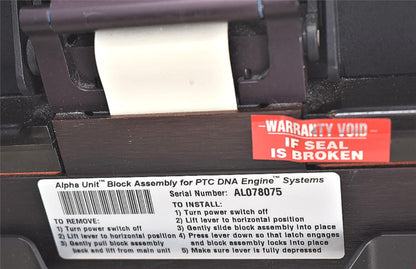 -WARRANTY VOID-
IF SEAL
IS BROKEN
Alpha Unit™ Block Assembly for PTC DNA Engine™ Systems
Serial Number: AL078075
TO REMOVE:
1) Turn power switch off
2) Lift lever to horizontal position
3) Gently pull block assembly
back and lift from main unit
TO INSTALL:
1) Turn power switch off
2) Lift lever to horizontal position
3) Gently slide block assembly into place
4) Press lever down so that latch engages
and block assembly locks into place
5) Make sure lever is fully depressed